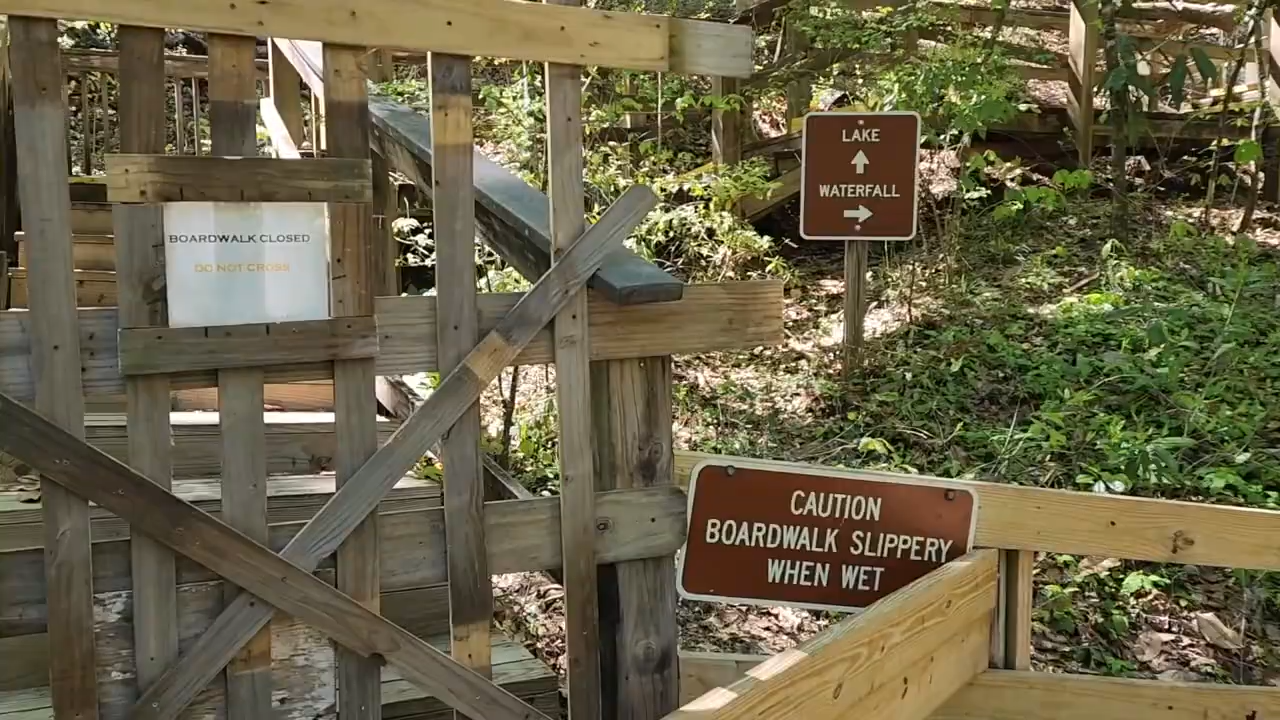 BOARDWALK CLOSED
DO NOT CROSS
LAKE
WATERFALL
CAUTION
BOARDWALK SLIPPERY
WHEN WET